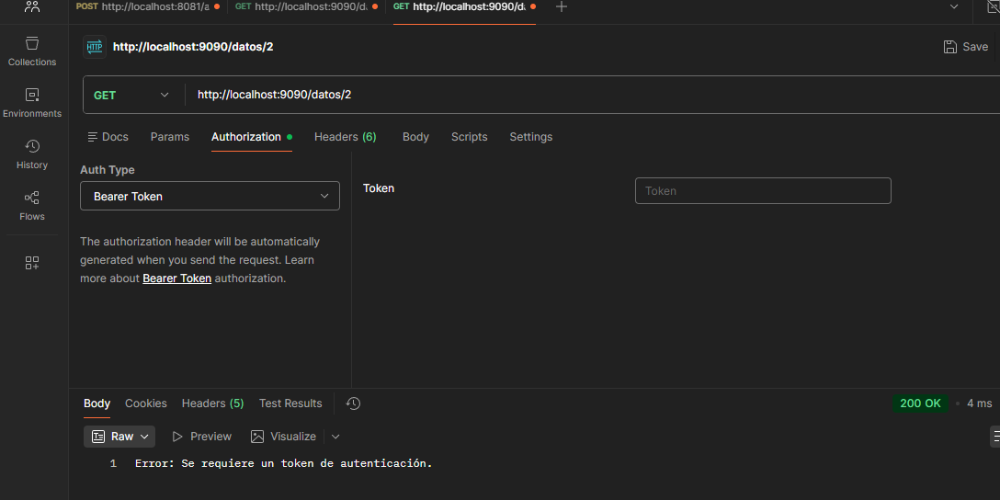 POST http://localhost:8081/a
GET http://localhost:9090/d
GET http://localhost:9090/d
Collections
Environments
History
Flows
HTTP http://localhost:9090/datos/2
Save
GET http://localhost:9090/datos/2
Docs Params Authorization Headers (6) Body Scripts Settings
Auth Type
Bearer Token
The authorization header will be automatically
generated when you send the request. Learn
more about Bearer Token authorization.
Token
Token
Body Cookies Headers (5) Test Results
200 OK • 4 ms
Raw Preview Visualize
1 Error: Se requiere un token de autenticación.